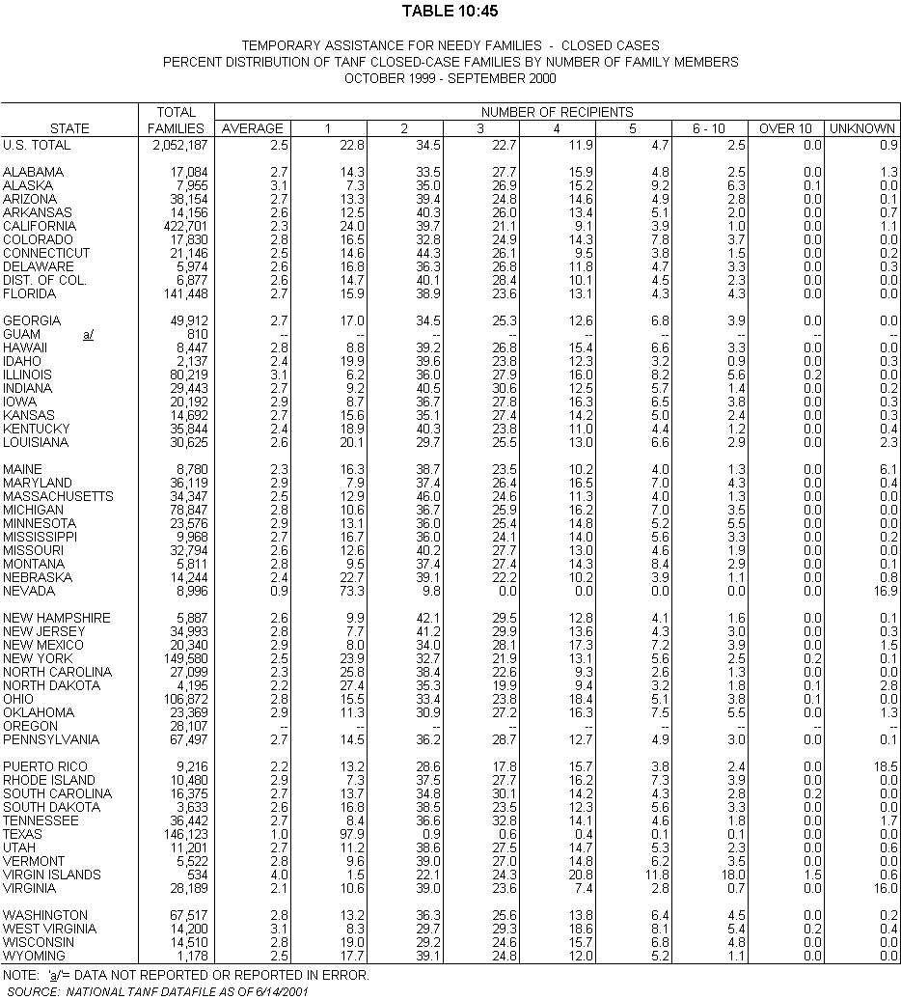 TABLE 10:45
TEMPORARY ASSISTANCE FOR NEEDY FAMILIES - CLOSED CASES
PERCENT DISTRIBUTION OF TANF CLOSED-CASE FAMILIES BY NUMBER OF FAMILY MEMBERS
OCTOBER 1999 - SEPTEMBER 2000
TOTAL NUMBER OF RECIPIENTS
STATE FAMILIES AVERAGE 1 2 3 4 5 6 - 10 OVER 10 UNKNOWN
U.S. TOTAL 2,052,187 2.5 22.8 34.5 22.7 11.9 4.7 2.5 0.0 0.9
ALABAMA 17,084 2.7 14.3 33.5 27.7 15.9 4.8 2.5 0.0 1.3
ALASKA 7,955 3.1 7.3 35.0 26.9 15.2 9.2 6.3 0.1 0.0
ARIZONA 38,154 2.7 13.3 39.4 24.8 14.6 4.9 2.8 0.0 0.1
ARKANSAS 14,156 2.6 12.5 40.3 26.0 13.4 5.1 2.0 0.0 0.7
CALIFORNIA 422,701 2.3 24.0 39.7 21.1 9.1 3.9 1.0 0.0 1.1
COLORADO 17,830 2.8 16.5 32.8 24.9 14.3 7.8 3.7 0.0 0.0
CONNECTICUT 21,146 2.5 14.6 44.3 26.1 9.5 3.8 1.5 0.0 0.2
DELAWARE 5,974 2.6 16.8 36.3 26.8 11.8 4.7 3.3 0.0 0.3
DIST. OF COL. 6,877 2.6 14.7 40.1 28.4 10.1 4.5 2.3 0.0 0.0
FLORIDA 141,448 2.7 15.9 38.9 23.6 13.1 4.3 4.3 0.0 0.0
GEORGIA 49,912 2.7 17.0 34.5 25.3 12.6 6.8 3.9 0.0 0.0
GUAM a/ 810 -- -- -- -- -- -- -- -- --
HAWAII 8,447 2.8 8.8 39.2 26.8 15.4 6.6 3.3 0.0 0.0
IDAHO 2,137 2.4 19.9 39.6 23.8 12.3 3.2 0.9 0.0 0.3
ILLINOIS 80,219 3.1 6.2 36.0 27.9 16.0 8.2 5.6 0.2 0.0
INDIANA 29,443 2.7 9.2 40.5 30.6 12.5 5.7 1.4 0.0 0.2
IOWA 20,192 2.9 8.7 36.7 27.8 16.3 6.5 3.8 0.0 0.3
KANSAS 14,692 2.7 15.6 35.1 27.4 14.2 5.0 2.4 0.0 0.3
KENTUCKY 35,844 2.4 18.9 40.3 23.8 11.0 4.4 1.2 0.0 0.4
LOUISIANA 30,625 2.6 20.1 29.7 25.5 13.0 6.6 2.9 0.0 2.3
MAINE 8,780 2.3 16.3 38.7 23.5 10.2 4.0 1.3 0.0 6.1
MARYLAND 36,119 2.9 7.9 37.4 26.4 16.5 7.0 4.3 0.0 0.4
MASSACHUSETTS 34,347 2.5 12.9 46.0 24.6 11.3 4.0 1.3 0.0 0.0
MICHIGAN 78,847 2.8 10.6 36.7 25.9 16.2 7.0 3.5 0.0 0.0
MINNESOTA 23,576 2.9 13.1 36.0 25.4 14.8 5.2 5.5 0.0 0.0
MISSISSIPPI 9,968 2.7 16.7 36.0 24.1 14.0 5.6 3.3 0.0 0.2
MISSOURI 32,794 2.6 12.6 40.2 27.7 13.0 4.6 1.9 0.0 0.0
MONTANA 5,811 2.8 9.5 37.4 27.4 14.3 8.4 2.9 0.0 0.1
NEBRASKA 14,244 2.4 22.7 39.1 22.2 10.2 3.9 1.1 0.0 0.8
NEVADA 8,996 0.9 73.3 9.8 0.0 0.0 0.0 0.0 0.0 16.9
NEW HAMPSHIRE 5,887 2.6 9.9 42.1 29.5 12.8 4.1 1.6 0.0 0.1
NEW JERSEY 34,993 2.8 7.7 41.2 29.9 13.6 4.3 3.0 0.0 0.3
NEW MEXICO 20,340 2.9 8.0 34.0 28.1 17.3 7.2 3.9 0.0 1.5
NEW YORK 149,580 2.5 23.9 32.7 21.9 13.1 5.6 2.5 0.2 0.1
NORTH CAROLINA 27,099 2.3 25.8 38.4 22.6 9.3 2.6 1.3 0.0 0.0
NORTH DAKOTA 4,195 2.2 27.4 35.3 19.9 9.4 3.2 1.8 0.1 2.8
OHIO 106,872 2.8 15.5 33.4 23.8 18.4 5.1 3.8 0.1 0.0
OKLAHOMA 23,369 2.9 11.3 30.9 27.2 16.3 7.5 5.5 0.0 1.3
OREGON 28,107 -- -- -- -- -- -- -- -- --
PENNSYLVANIA 67,497 2.7 14.5 36.2 28.7 12.7 4.9 3.0 0.0 0.1
PUERTO RICO 9,216 2.2 13.2 28.6 17.8 15.7 3.8 2.4 0.0 18.5
RHODE ISLAND 10,480 2.9 7.3 37.5 27.7 16.2 7.3 3.9 0.0 0.0
SOUTH CAROLINA 16,375 2.7 13.7 34.8 30.1 14.2 4.3 2.8 0.2 0.0
SOUTH DAKOTA 3,633 2.6 16.8 38.5 23.5 12.3 5.6 3.3 0.0 0.0
TENNESSEE 36,442 2.7 8.4 36.6 32.8 14.1 4.6 1.8 0.0 1.7
TEXAS 146,123 1.0 97.9 0.9 0.6 0.4 0.1 0.1 0.0 0.0
UTAH 11,201 2.7 11.2 38.6 27.5 14.7 5.3 2.3 0.0 0.6
VERMONT 5,522 2.8 9.6 39.0 27.0 14.8 6.2 3.5 0.0 0.0
VIRGIN ISLANDS 534 4.0 1.5 22.1 24.3 20.8 11.8 18.0 1.5 0.6
VIRGINIA 28,189 2.1 10.6 39.0 23.6 7.4 2.8 0.7 0.0 16.0
WASHINGTON 67,517 2.8 13.2 36.3 25.6 13.8 6.4 4.5 0.0 0.2
WEST VIRGINIA 14,200 3.1 8.3 29.7 29.3 18.6 8.1 5.4 0.2 0.4
WISCONSIN 14,510 2.8 19.0 29.2 24.6 15.7 6.8 4.8 0.0 0.0
WYOMING 1,178 2.5 17.7 39.1 24.8 12.0 5.2 1.1 0.0 0.0
NOTE: 'a/'= DATA NOT REPORTED OR REPORTED IN ERROR.
SOURCE: NATIONAL TANF DATAFILE AS OF 6/14/2001